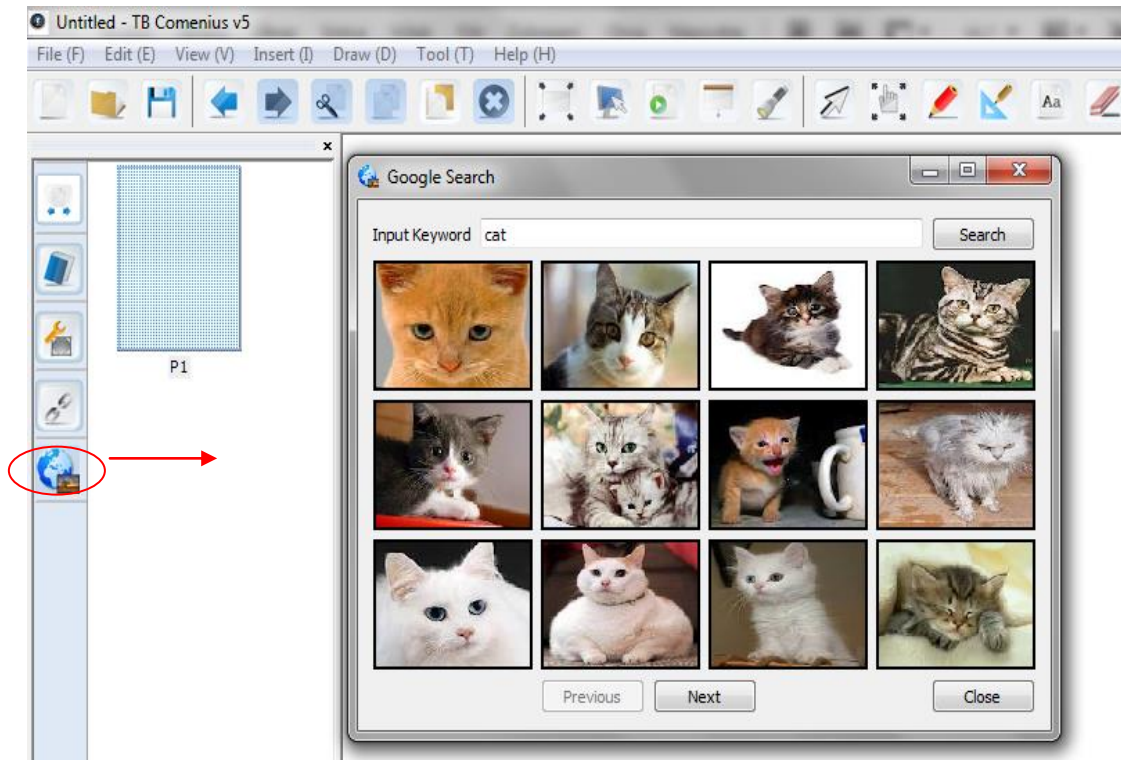 Untitled - TB Comenius v5
File (F) Edit (E) View (V) Insert (I) Draw (D) Tool (T) Help (H)
Aa
x
Google Search
Input Keyword cat Search
P1
Previous Next Close